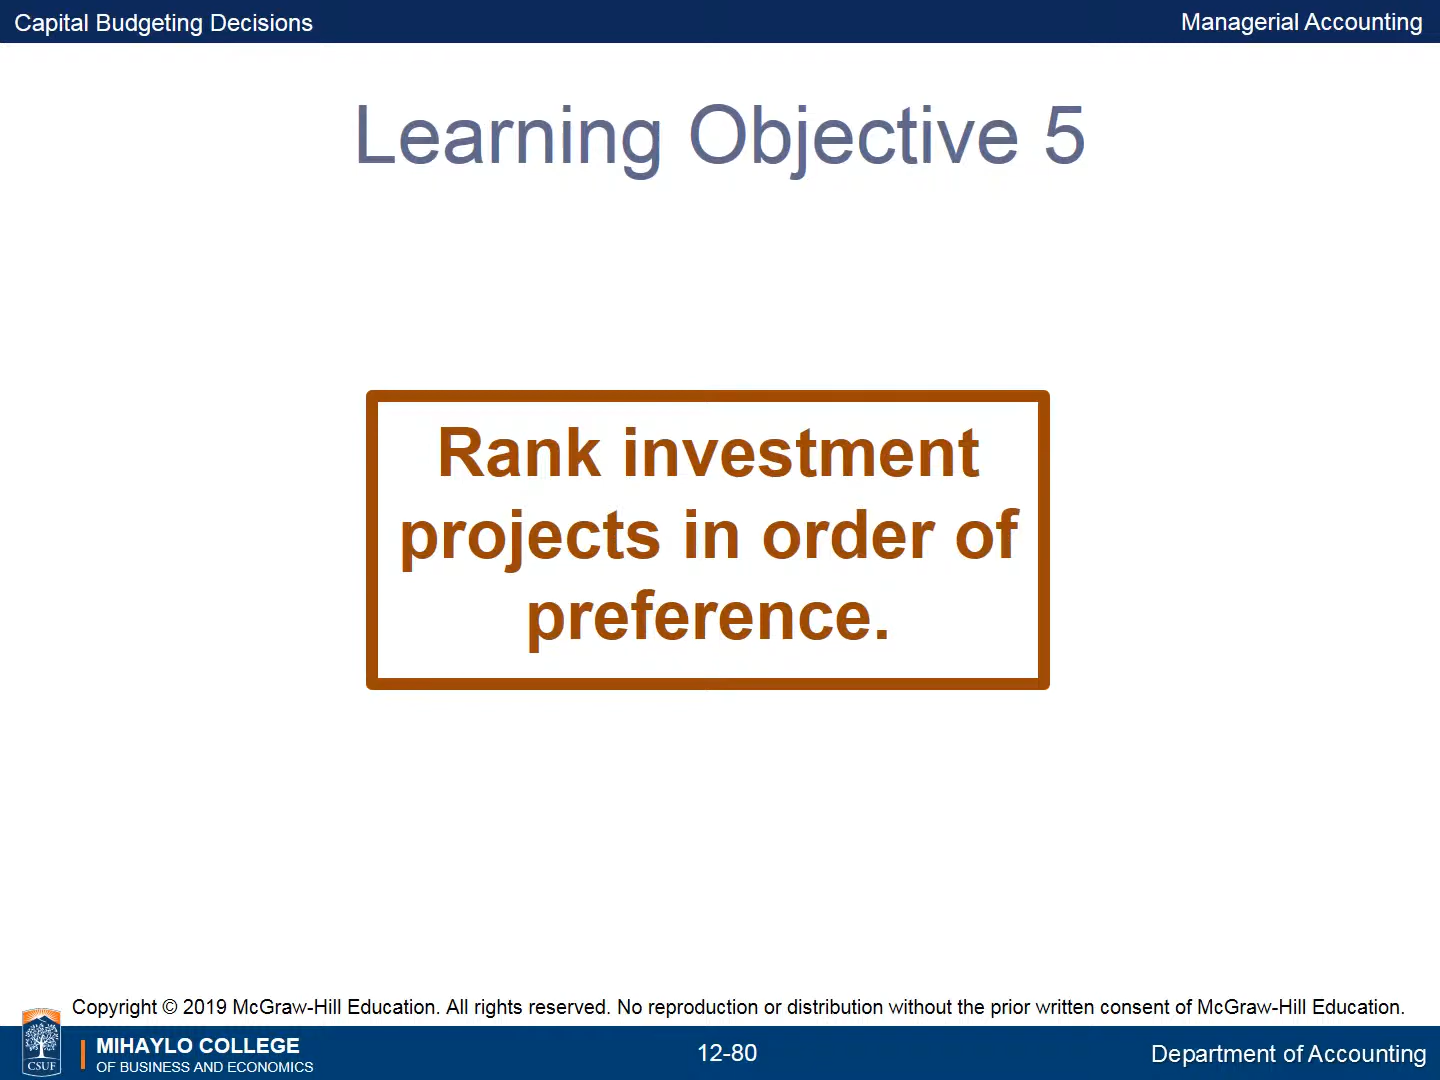 Capital Budgeting Decisions
Managerial Accounting
Learning Objective 5
Rank investment
projects in order of
preference.
Copyright © 2019 McGraw-Hill Education. All rights reserved. No reproduction or distribution without the prior written consent of McGraw-Hill Education.
CSUF
MIHAYLO COLLEGE
OF BUSINESS AND ECONOMICS
12-80
Department of Accounting